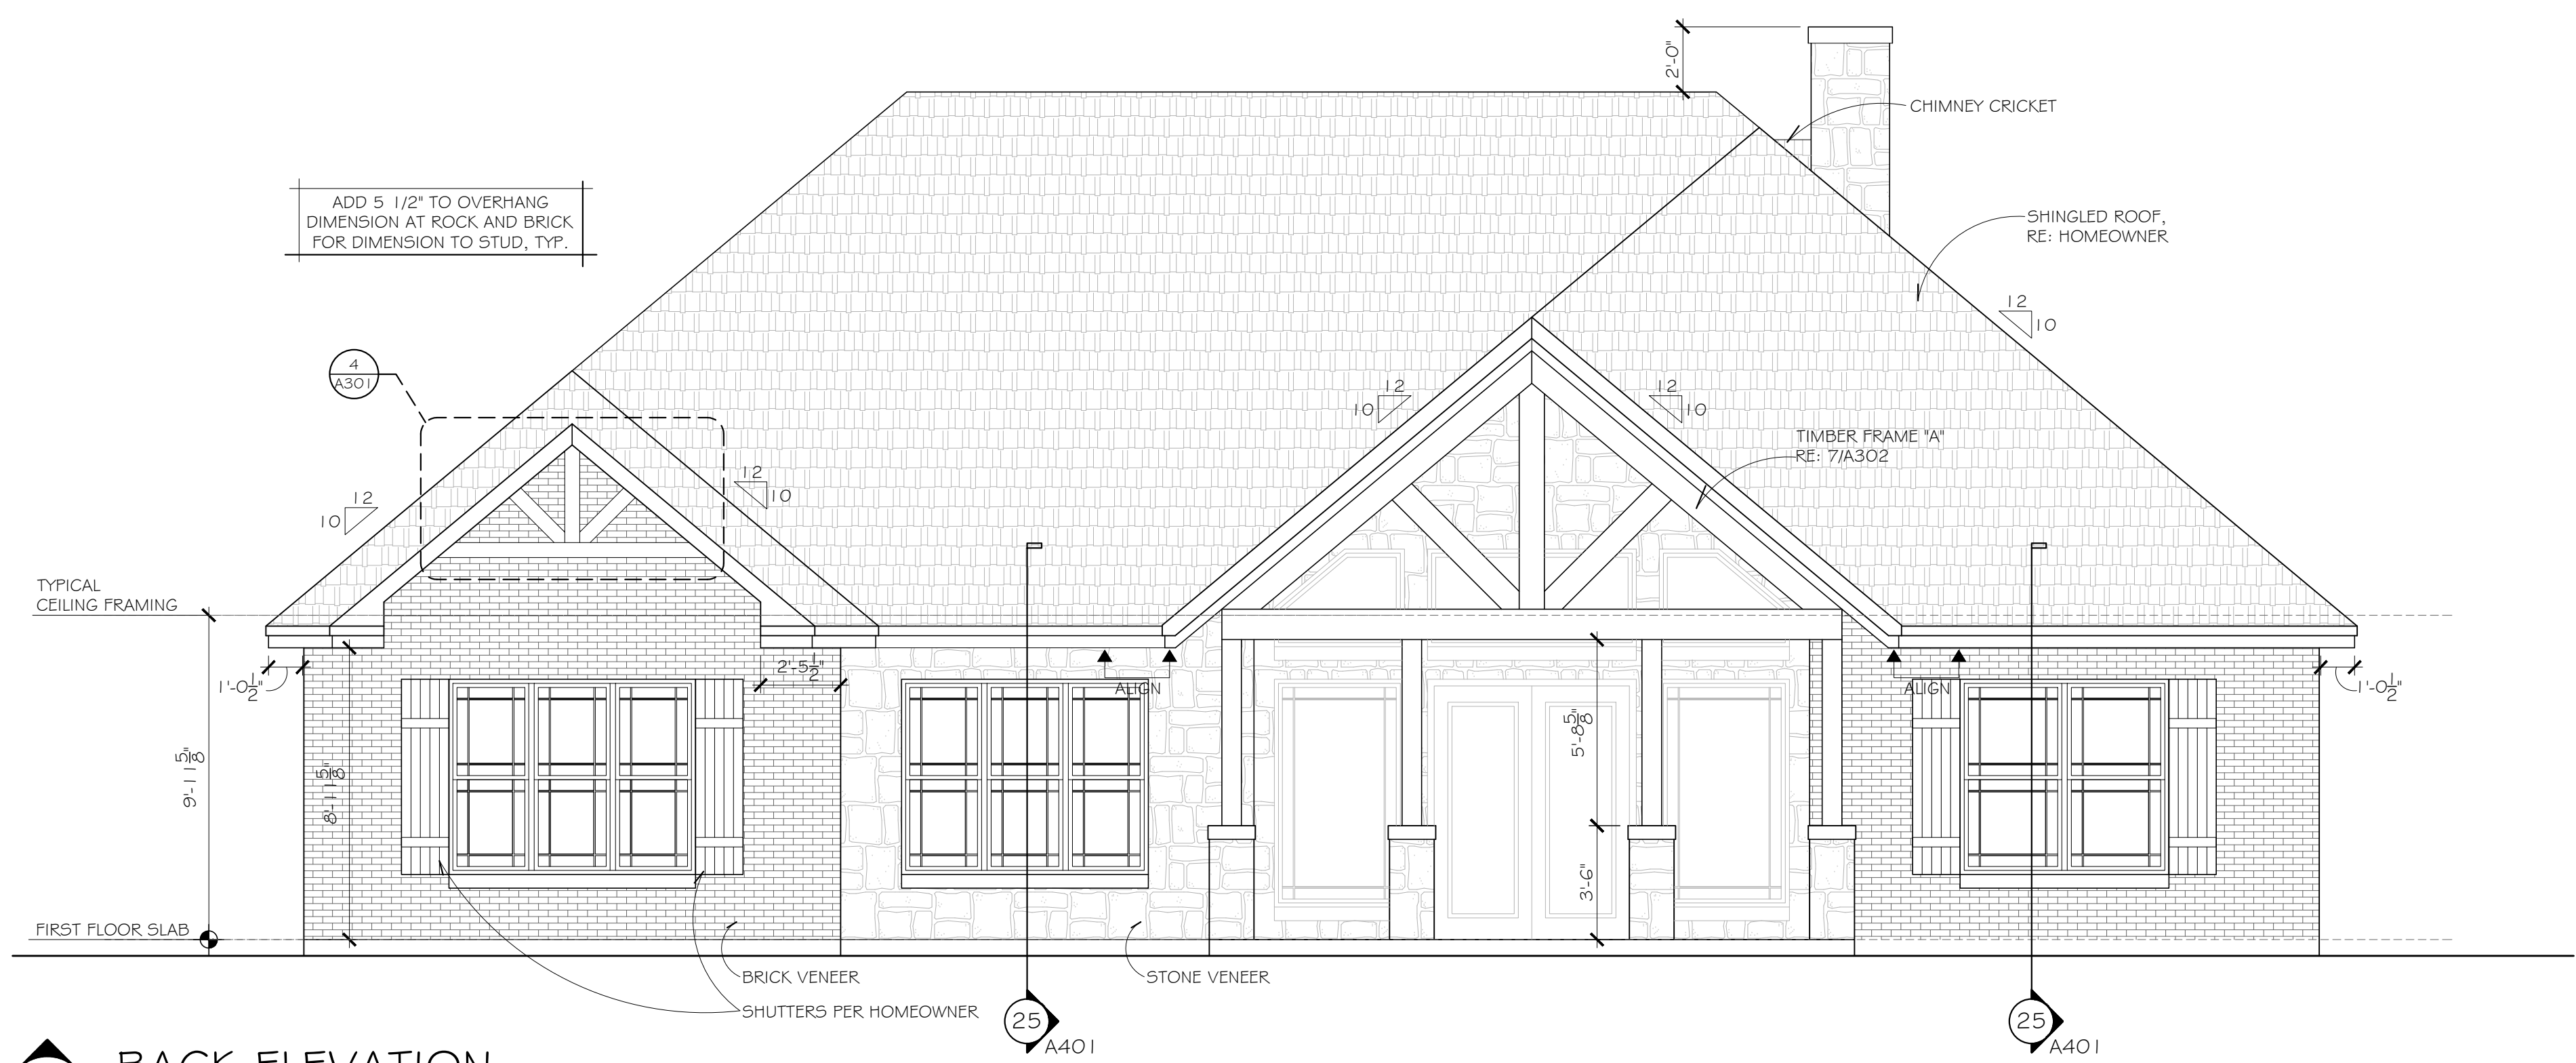 2'-0"
CHIMNEY CRICKET
ADD 5 1/2" TO OVERHANG
DIMENSION AT ROCK AND BRICK
FOR DIMENSION TO STUD, TYP.
SHINGLED ROOF,
RE: HOMEOWNER
12
10
4
A301
12
10
12
10
TIMBER FRAME "A"
RE: 7/A302
12
10
12
10
TYPICAL
CEILING FRAMING
1'-0 1/2"
2'-5 1/2"
ALIGN
ALIGN
1'-0 1/2"
9'-11 5/8"
8'-11 5/8"
5'-8 5/8"
3'-6"
FIRST FLOOR SLAB
BRICK VENEER
STONE VENEER
SHUTTERS PER HOMEOWNER
25
A401
25
A401
BACK ELEVATION